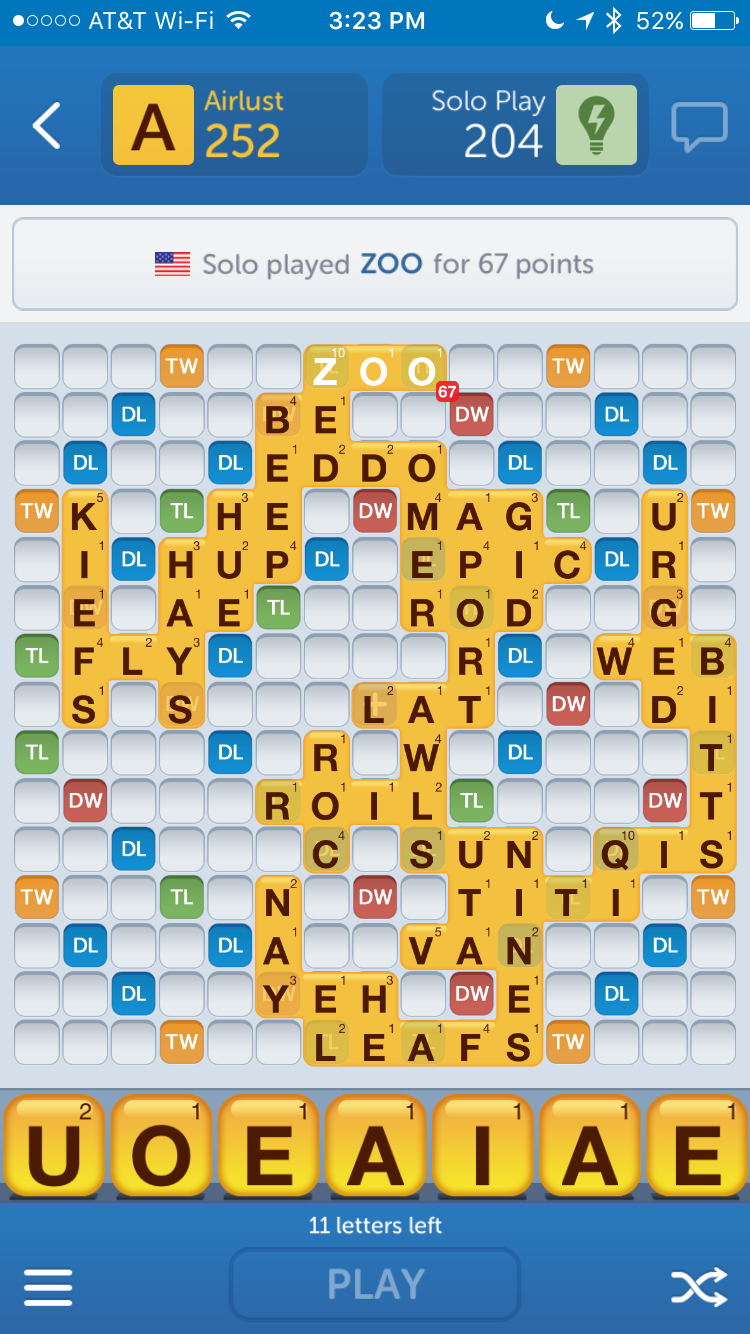 AT&T Wi-Fi 3:23 PM 52%
A Airlust Solo Play
252 204
Solo played ZOO for 67 points
TW ZOO TW
67
DL BE DW DL
DL DL EDDO DL DL
TW K TL HE DW MAG TL U TW
I DL HUP DL EPIC DL R
E AE TL ROD G
TL FLY DL R DL WEB
S S LAT DW DI
TL DL R W DL T
DW ROIL TL DW T
DL C SUN QIS
TW TL N DW TITI TW
DL DL A VAN DL
DL YEH DW E DL
TW LEAFS TW
U O E A I A E
11 letters left
PLAY